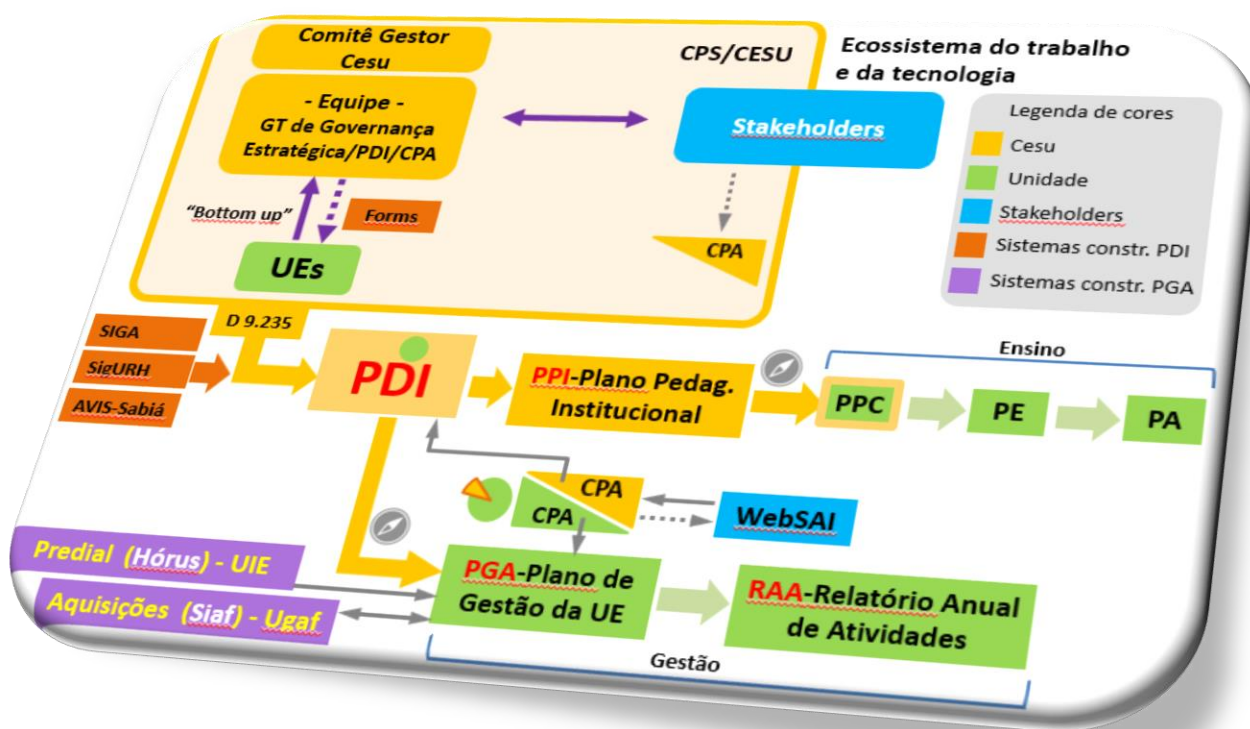 Comitê Gestor
Cesu
- Equipe -
GT de Governança
Estratégica/PDI/CPA
CPS/CESU
Stakeholders
"Bottom up"
Forms
UEs
CPA
D 9.235
Ecossistema do trabalho
e da tecnologia
Legenda de cores
Cesu
Unidade
Stakeholders
Sistemas constr. PDI
Sistemas constr. PGA
SIGA
SigURH
AVIS-Sabiá
PDI
PPI-Plano Pedag.
Institucional
Ensino
PPC
PE
PA
CPA
CPA
WebSAI
Predial (Hórus) - UIE
Aquisições (Siaf) - Ugaf
PGA-Plano de
Gestão da UE
RAA-Relatório Anual
de Atividades
Gestão